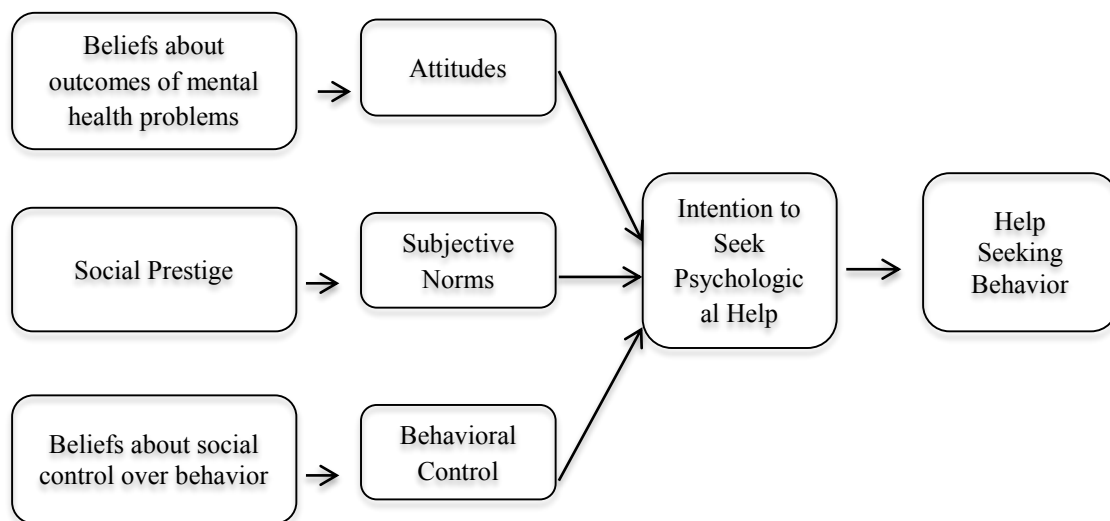 Beliefs about
outcomes of mental
health problems
Attitudes
Social Prestige
Subjective
Norms
Beliefs about social
control over behavior
Behavioral
Control
Intention to
Seek
Psychologic
al Help
Help
Seeking
Behavior